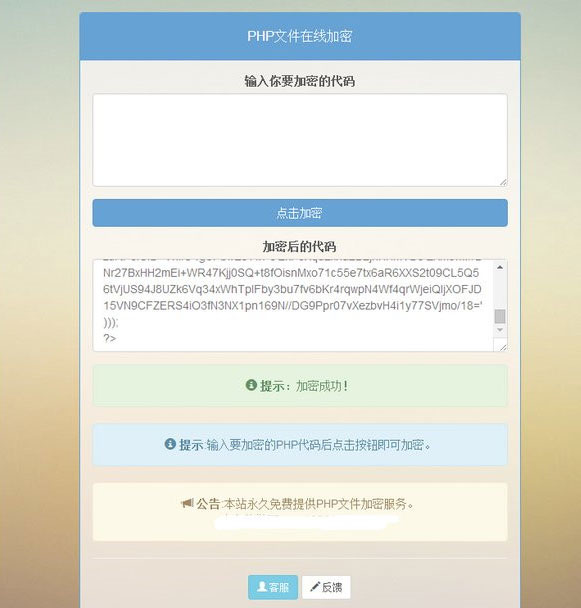 PHP文件在线加密
输入你要加密的代码
点击加密
加密后的代码
Nr27BxHH2mEi+WR47Kjj0SQ+t8fOisnMxo71c55e7tx6aR6XXS2t09CL5Q5
6tVjUS94J8UZk6Vq34xWhTpIFby3bu7fv6bKr4rqwpN4Wf4qrWjeiQljXOFJD
15VN9CFZERS4iO3fN3NX1pn169N//DG9Ppr07vXezbvH4i1y77SVjmo/18='
)));
?>
提示：加密成功！
提示:输入要加密的PHP代码后点击按钮即可加密。
公告:本站永久免费提供PHP文件加密服务。
客服
反馈